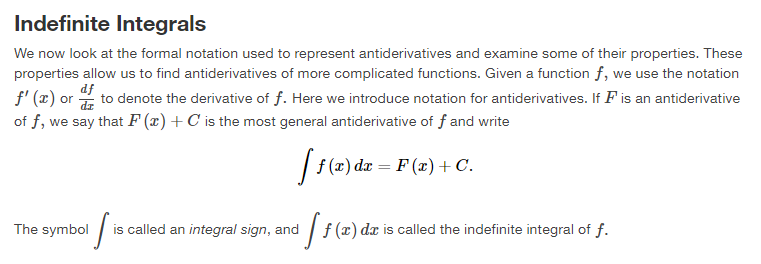 Indefinite Integrals
We now look at the formal notation used to represent antiderivatives and examine some of their properties. These
properties allow us to find antiderivatives of more complicated functions. Given a function f, we use the notation
f′ (x) or df/dx to denote the derivative of f. Here we introduce notation for antiderivatives. If F is an antiderivative
of f, we say that F (x) + C is the most general antiderivative of f and write
∫ f (x) dx = F (x) + C.
The symbol ∫ is called an integral sign, and ∫ f (x) dx is called the indefinite integral of f.